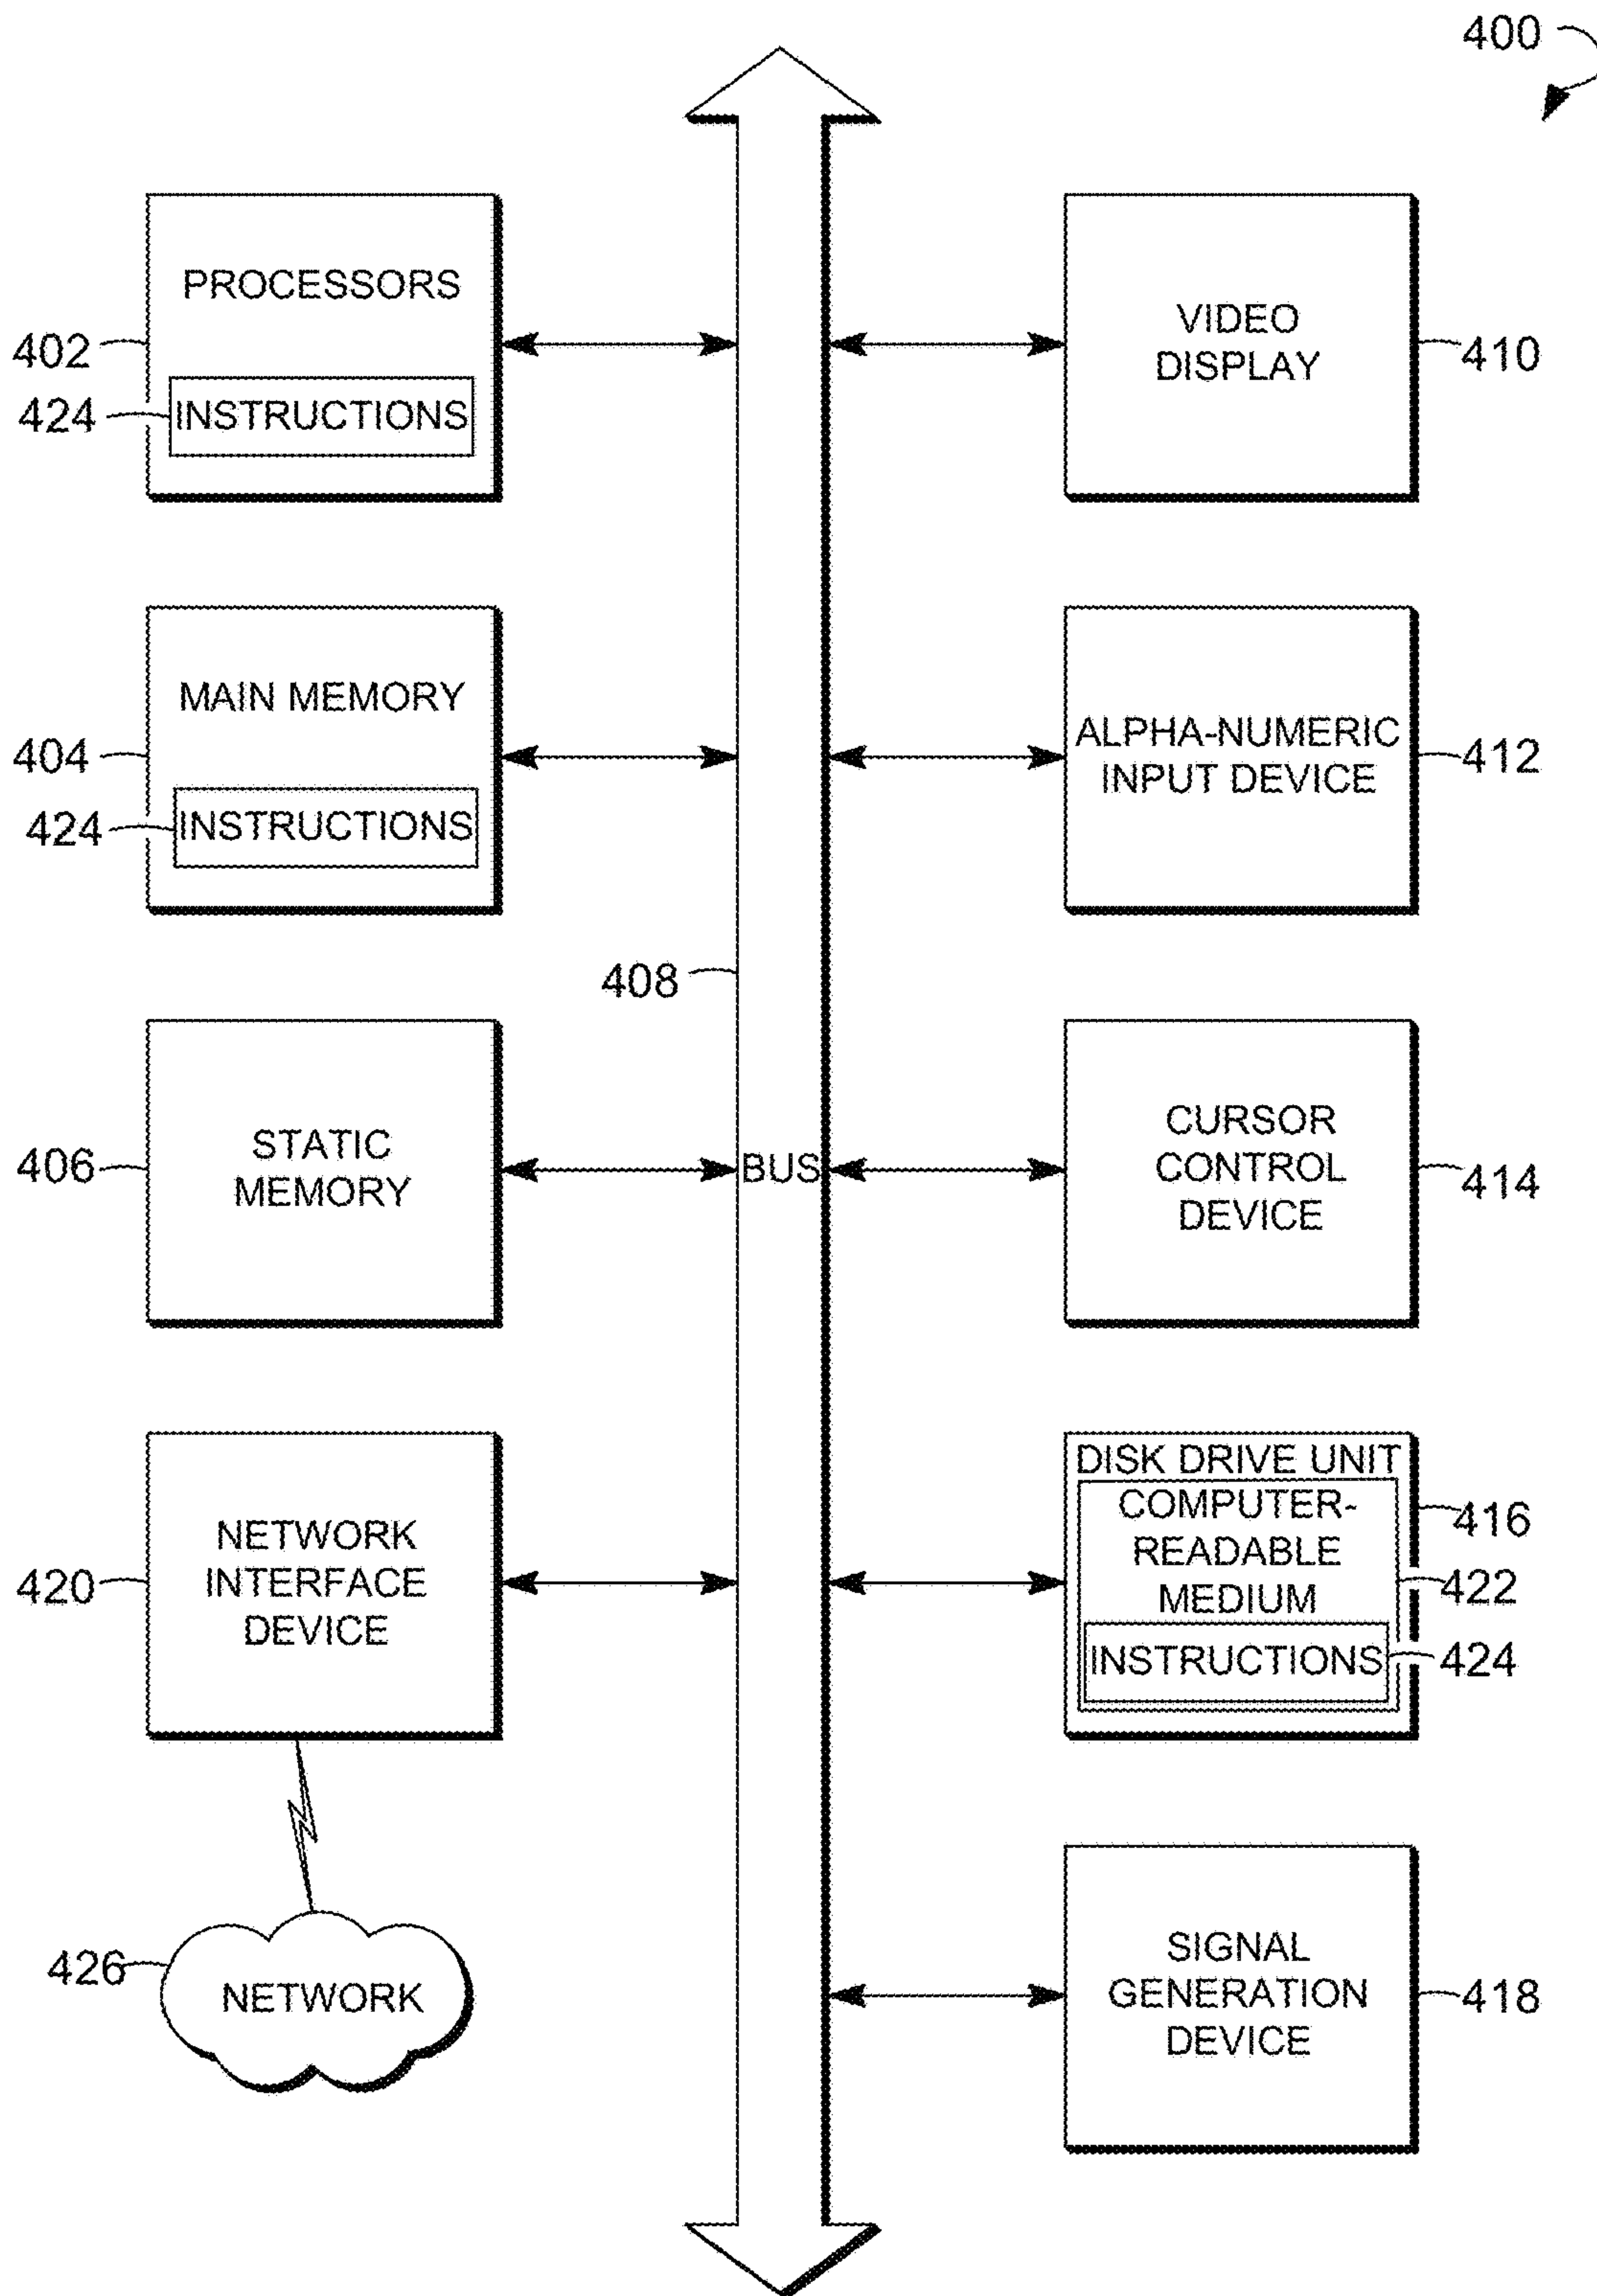 400
PROCESSORS
402
424
INSTRUCTIONS
VIDEO
DISPLAY
410
MAIN MEMORY
404
424
INSTRUCTIONS
ALPHA-NUMERIC
INPUT DEVICE
412
408
STATIC
MEMORY
406
BUS
CURSOR
CONTROL
DEVICE
414
NETWORK
INTERFACE
DEVICE
420
DISK DRIVE UNIT
COMPUTER-
READABLE
MEDIUM
416
422
INSTRUCTIONS
424
426
NETWORK
SIGNAL
GENERATION
DEVICE
418